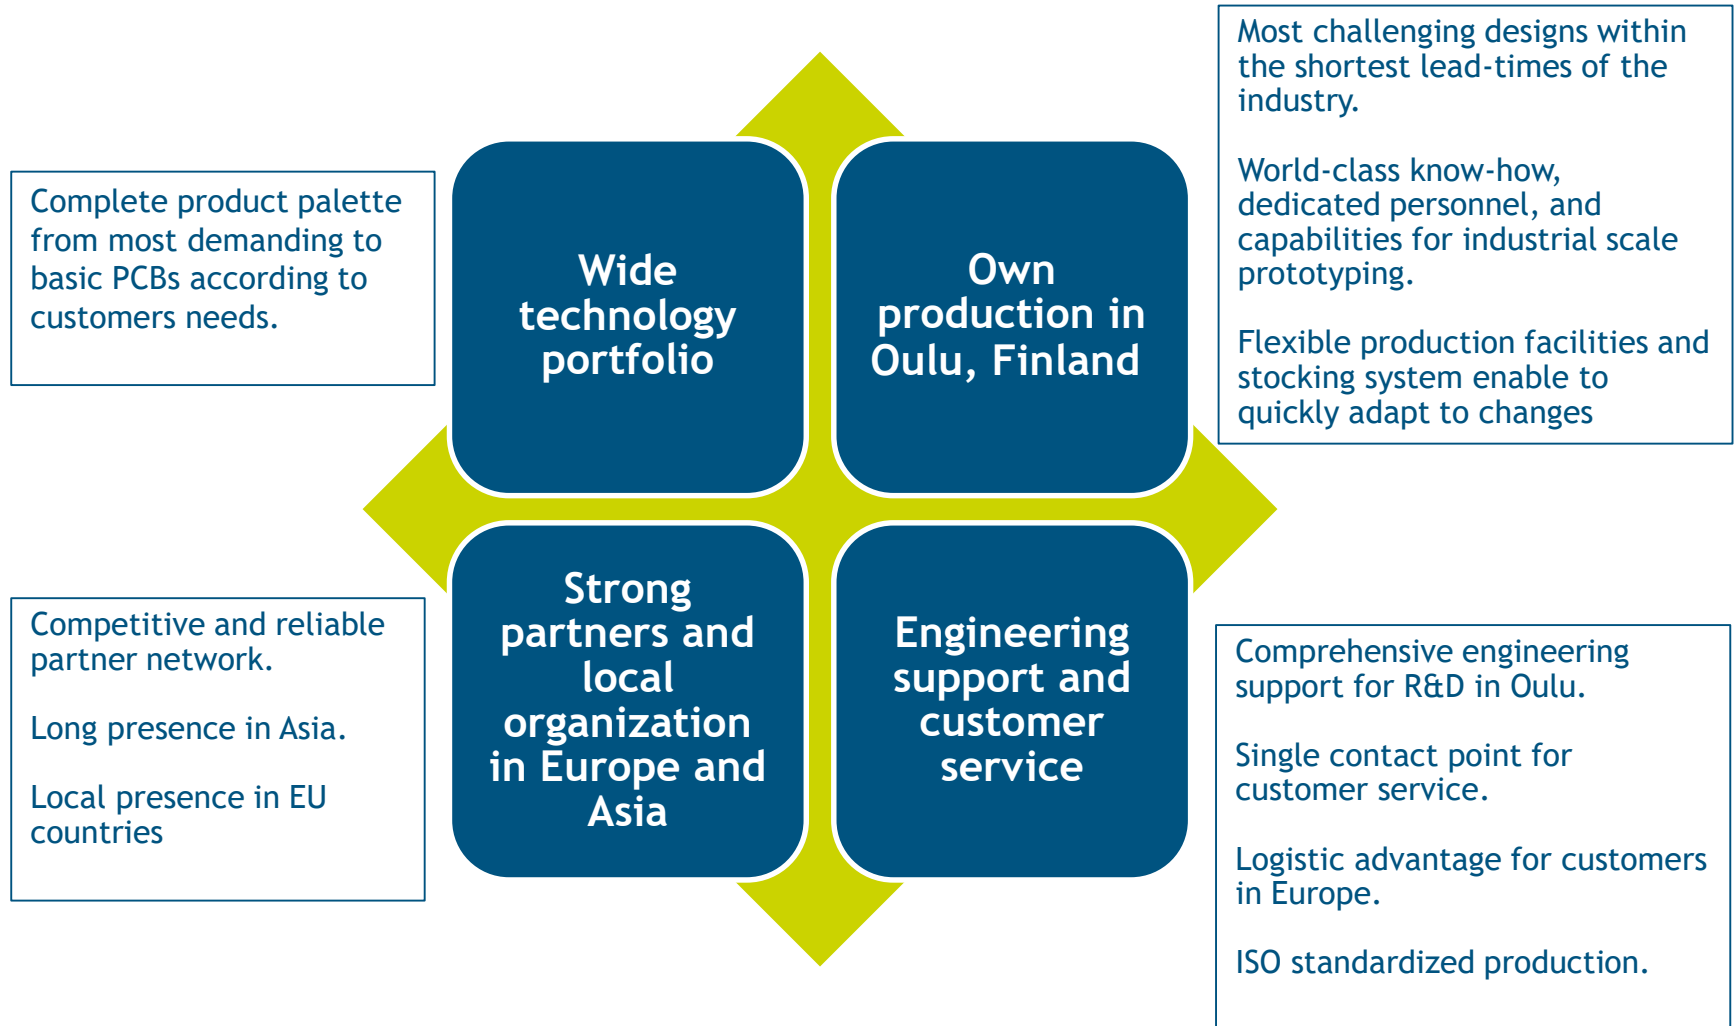 Complete product palette
from most demanding to
basic PCBs according to
customers needs.
Wide
technology
portfolio
Own
production in
Oulu, Finland
Most challenging designs within
the shortest lead-times of the
industry.
World-class know-how,
dedicated personnel, and
capabilities for industrial scale
prototyping.
Flexible production facilities and
stocking system enable to
quickly adapt to changes
Competitive and reliable
partner network.
Long presence in Asia.
Local presence in EU
countries
Strong
partners and
local
organization
in Europe and
Asia
Engineering
support and
customer
service
Comprehensive engineering
support for R&D in Oulu.
Single contact point for
customer service.
Logistic advantage for customers
in Europe.
ISO standardized production.